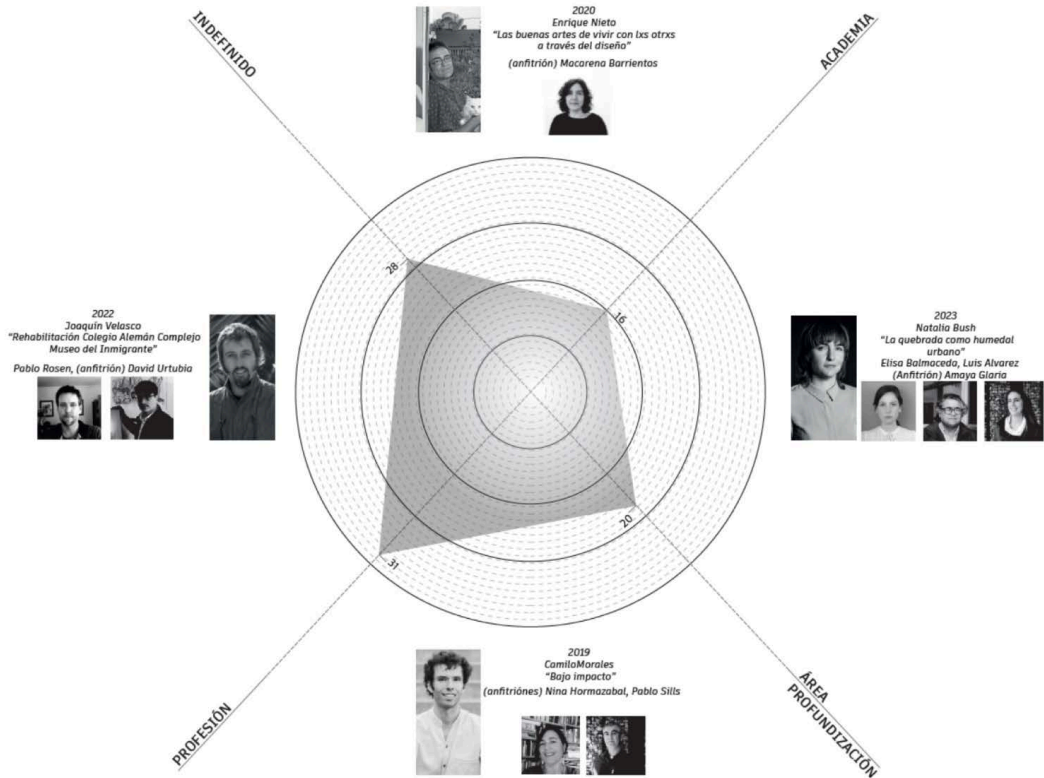 INDEFINIDO
2020
Enrique Nieto
"Las buenas artes de vivir con lxs otrxs
a través del diseño"
(anfitrión) Macarena Barrientos
ACADEMIA
28
16
2022
Joaquín Velasco
"Rehabilitación Colegio Alemán Complejo
Museo del Inmigrante"
Pablo Rosen, (anfitrión) David Urtubia
2023
Natalia Bush
"La quebrada como humedal
urbano"
Elisa Balmaceda, Luis Alvarez
(Anfitrión) Amaya Glaria
20
31
PROFESIÓN
2019
CamiloMorales
"Bajo impacto"
(anfitriónes) Nina Hormazabal, Pablo Sills
ÁREA
PROFUNDIZACIÓN